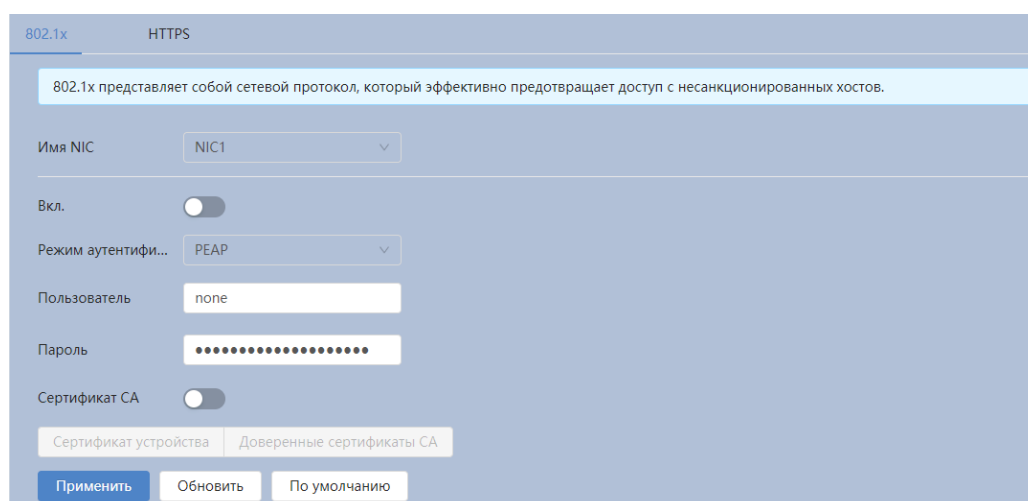 802.1x HTTPS
802.1x представляет собой сетевой протокол, который эффективно предотвращает доступ с несанкционированных хостов.
Имя NIC NIC1
Вкл.
Режим аутентифи... PEAP
Пользователь none
Пароль ••••••••••••••••••••
Сертификат CA
Сертификат устройства Доверенные сертификаты CA
Применить Обновить По умолчанию